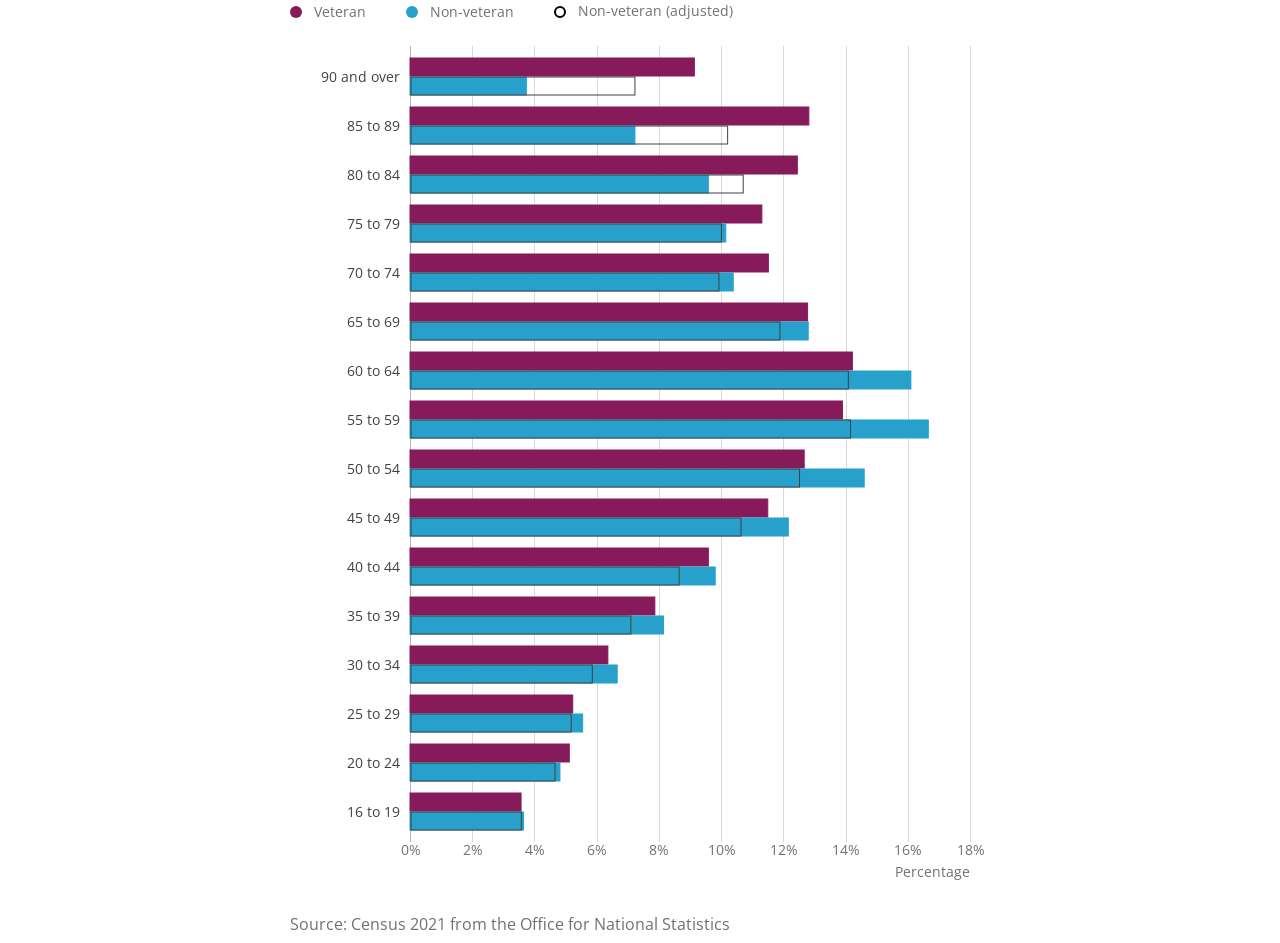 Veteran Non-veteran Non-veteran (adjusted)
90 and over
85 to 89
80 to 84
75 to 79
70 to 74
65 to 69
60 to 64
55 to 59
50 to 54
45 to 49
40 to 44
35 to 39
30 to 34
25 to 29
20 to 24
16 to 19
0% 2% 4% 6% 8% 10% 12% 14% 16% 18%
Percentage
Source: Census 2021 from the Office for National Statistics